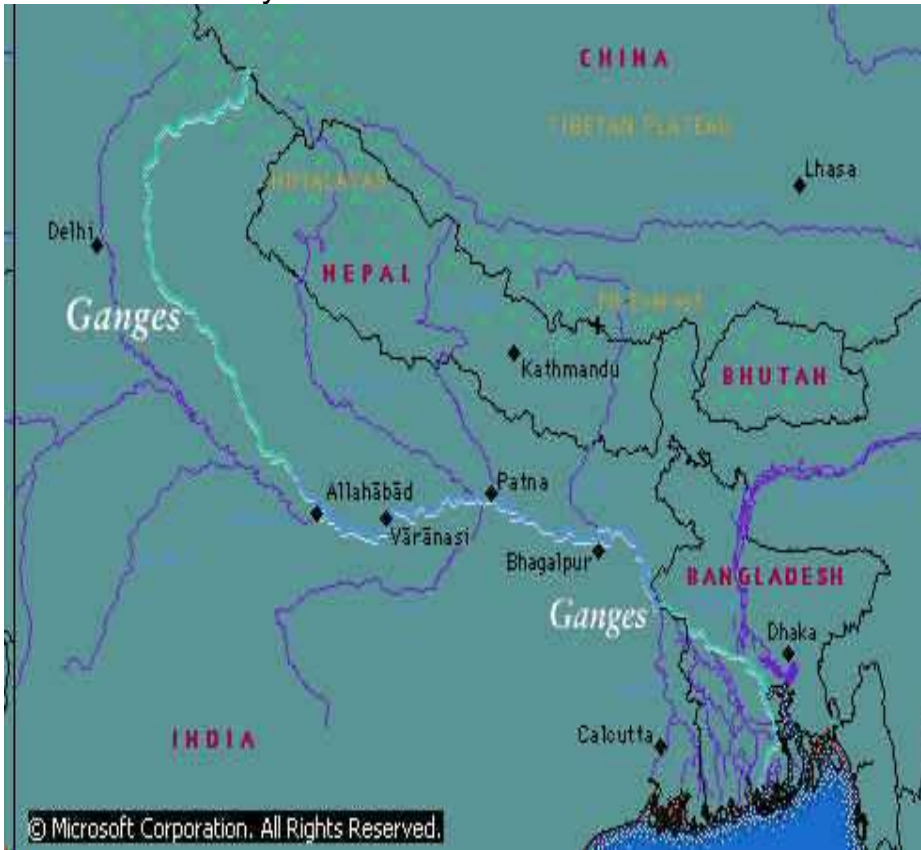 CHINA
TIBETAN PLATEAU
Lhasa
HIMALAYAS
Delhi
NEPAL
Ganges
Kathmandu
BHUTAN
Allahābād
Patna
Vārānasi
Bhagalpur
BANGLADESH
Ganges
Dhaka
INDIA
Calcutta
© Microsoft Corporation. All Rights Reserved.